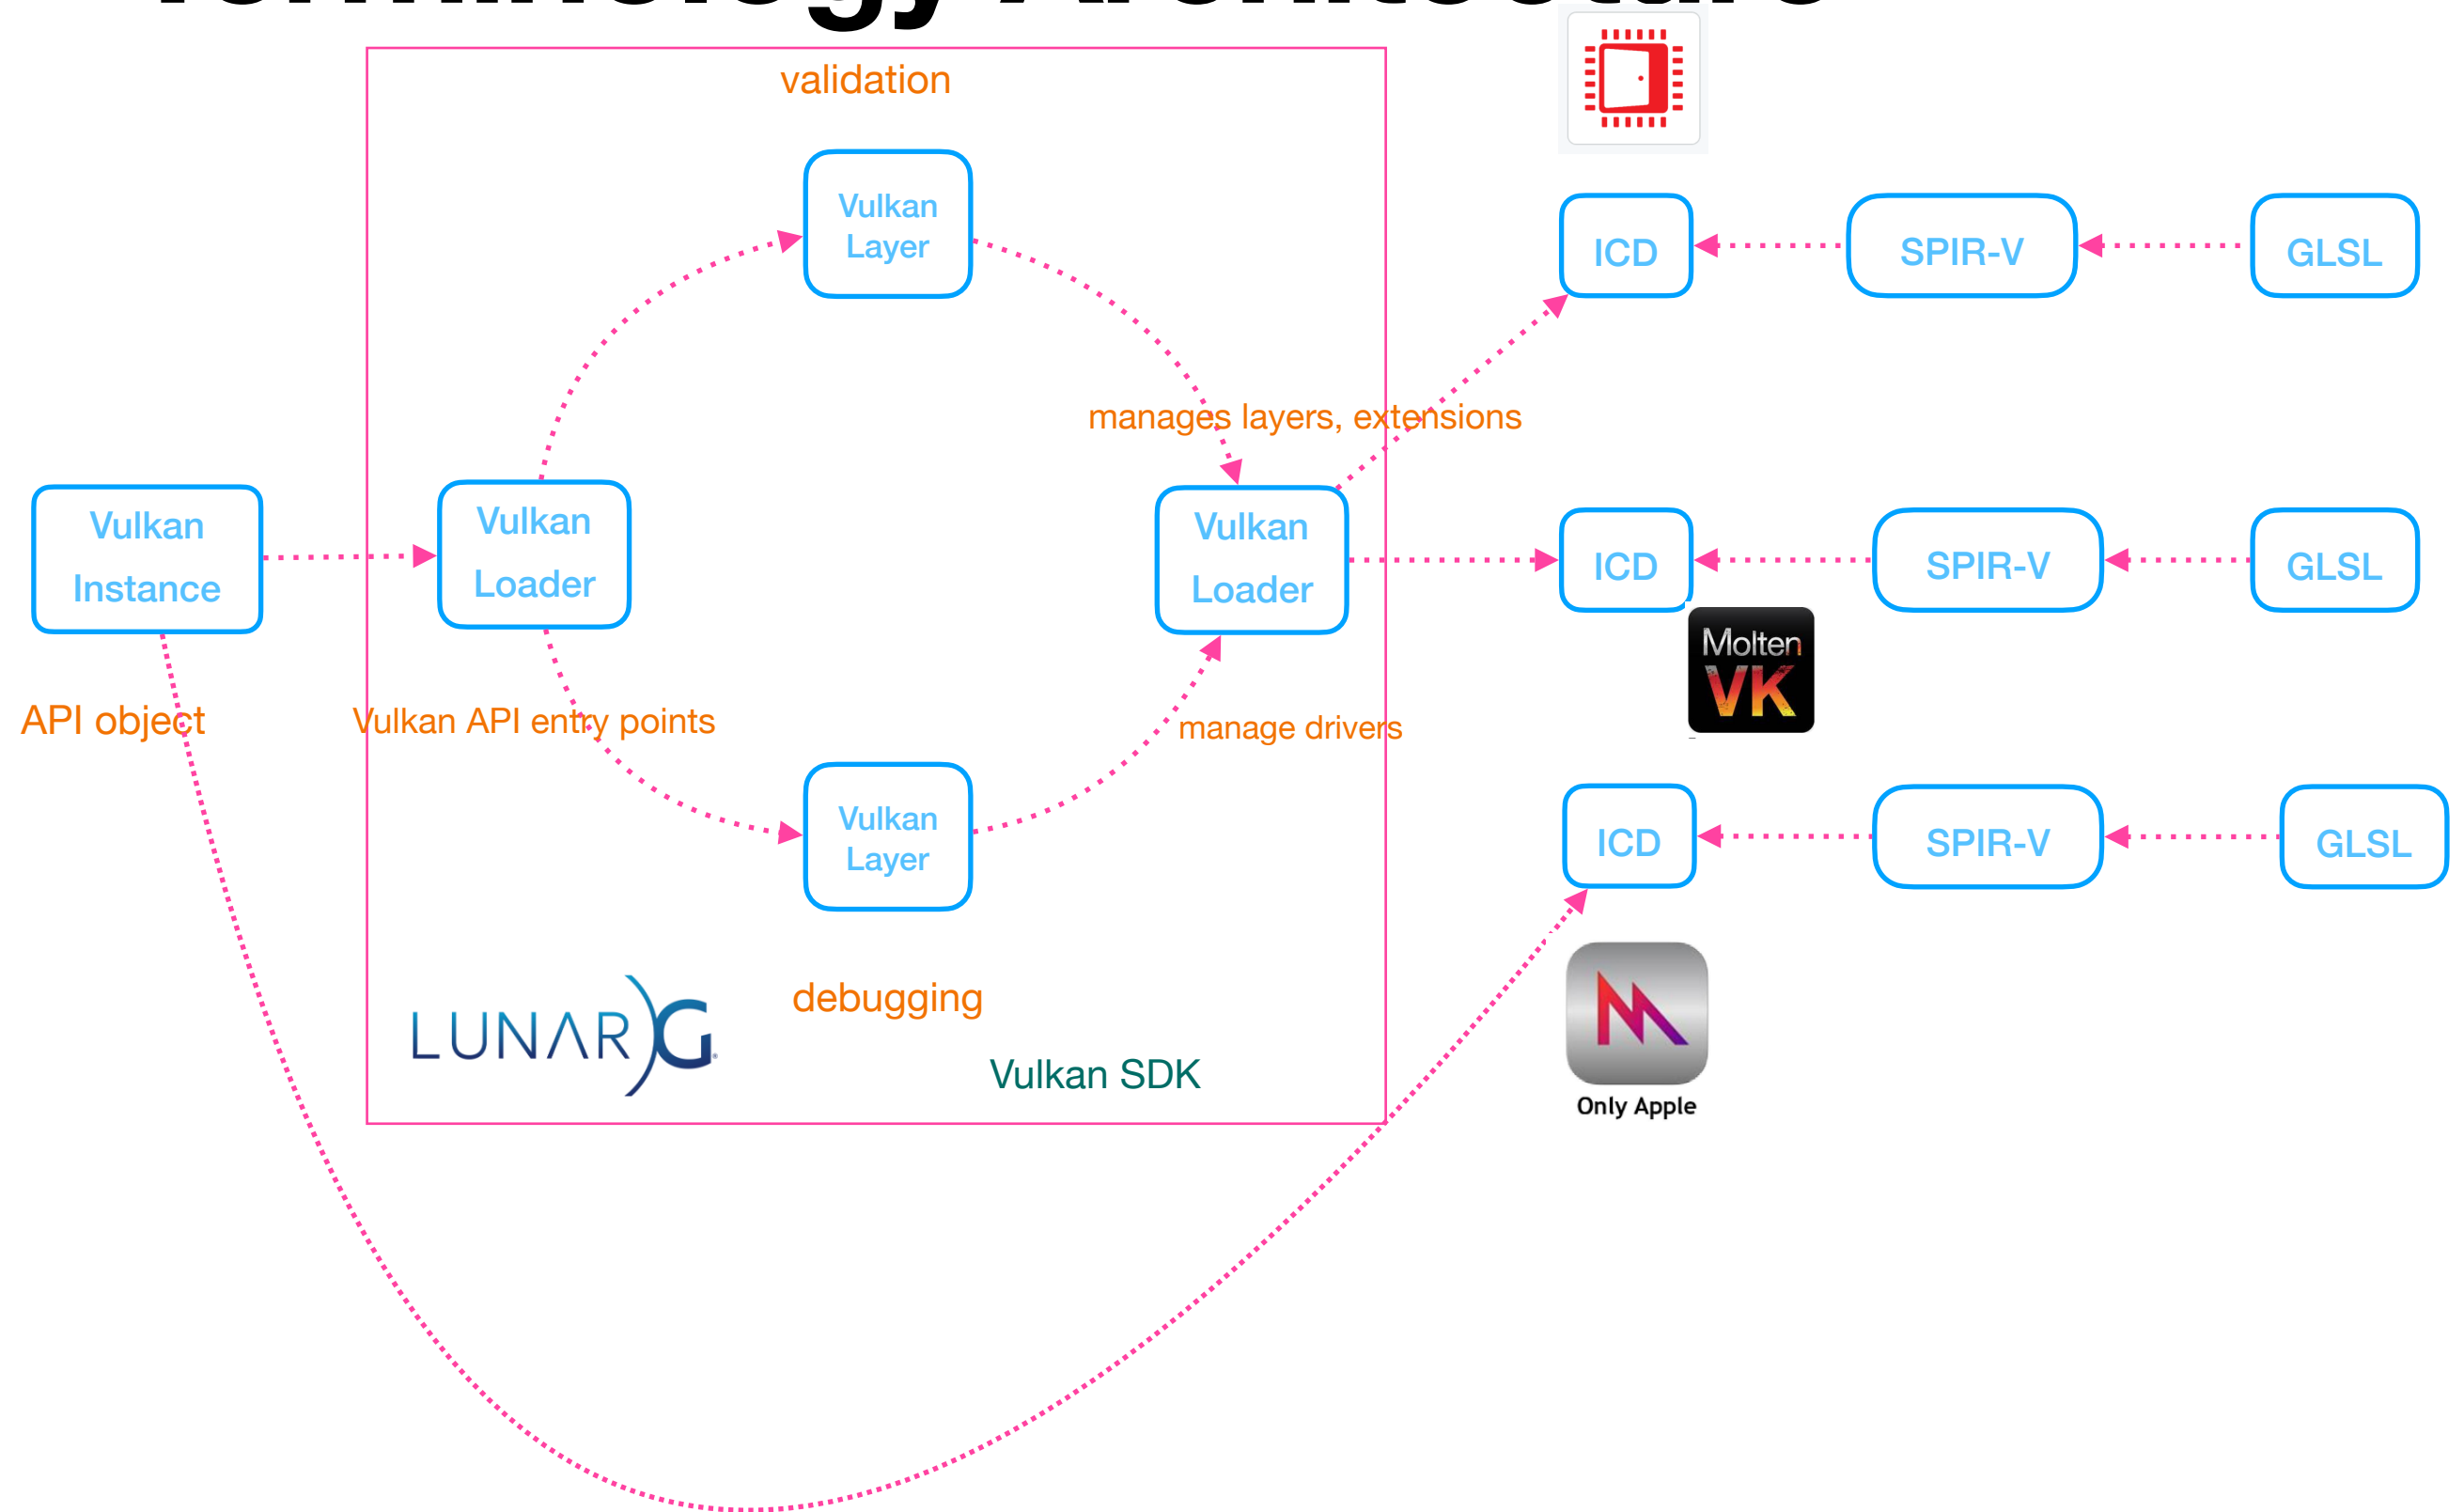 validation
Vulkan
Layer
ICD
SPIR-V
GLSL
manages layers, extensions
Vulkan
Instance
Vulkan
Loader
Vulkan
Loader
ICD
SPIR-V
GLSL
Molten
VK
API object
Vulkan API entry points
manage drivers
Vulkan
Layer
ICD
SPIR-V
GLSL
debugging
LUNARG
Vulkan SDK
Only Apple